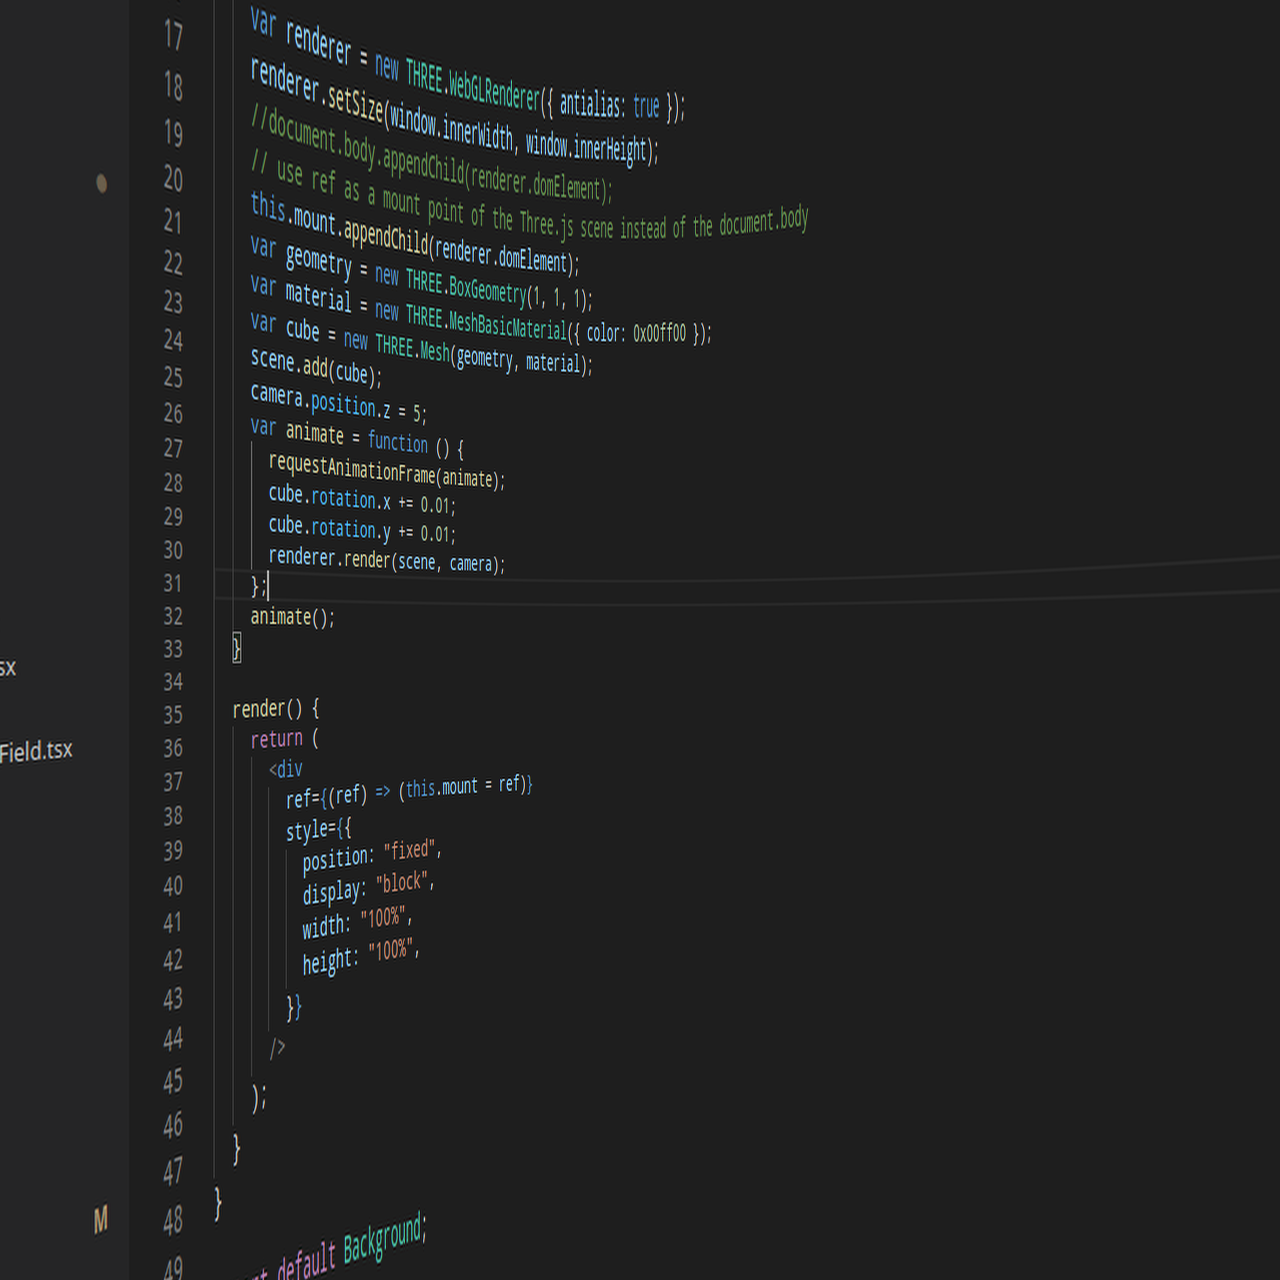 17 var renderer = new THREE.WebGLRenderer({ antialias: true });
18 renderer.setSize(window.innerWidth, window.innerHeight);
19 //document.body.appendChild(renderer.domElement);
20 // use ref as a mount point of the Three.js scene instead of the document.body
21 this.mount.appendChild(renderer.domElement);
22 var geometry = new THREE.BoxGeometry(1, 1, 1);
23 var material = new THREE.MeshBasicMaterial({ color: 0x00ff00 });
24 var cube = new THREE.Mesh(geometry, material);
25 scene.add(cube);
26 camera.position.z = 5;
27 var animate = function () {
28 requestAnimationFrame(animate);
29 cube.rotation.x += 0.01;
30 cube.rotation.y += 0.01;
31 renderer.render(scene, camera);
32 };
33 animate();
34 }
35 render() {
36 return (
37 <div
38 ref={(ref) => (this.mount = ref)}
39 style={{
40 position: "fixed",
41 display: "block",
42 width: "100%",
43 height: "100%",
44 }}
45 />
46 );
47 }
48 }
49 default Background;
sx
Field.tsx
M